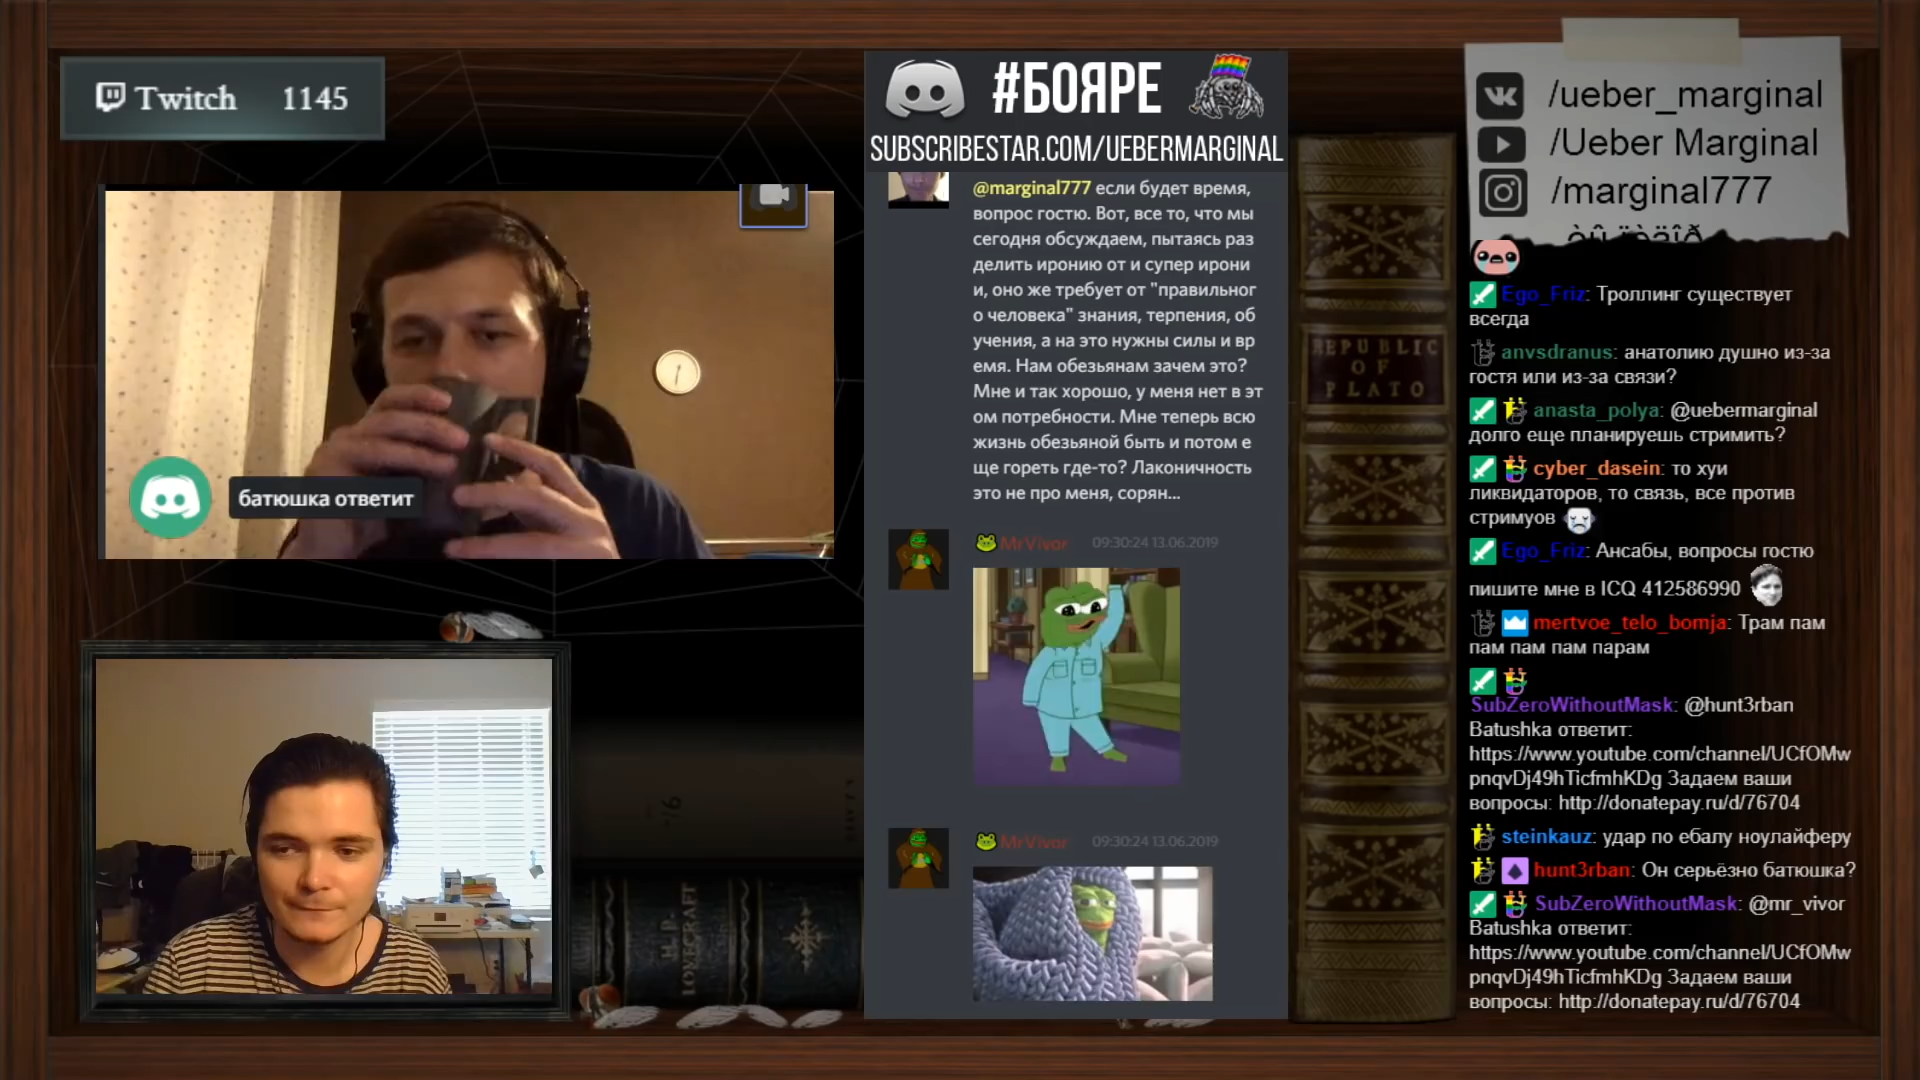 Twitch 1145
батюшка ответит
76
H. P. LOVECRAFT
#БОЯРЕ
SUBSCRIBESTAR.COM/UEBERMARGINAL
@marginal777 если будет время,
вопрос гостю. Вот, все то, что мы
сегодня обсуждаем, пытаясь раз
делить иронию от и супер ирони
и, оно же требует от "правильног
о человека" знания, терпения, об
учения, а на это нужны силы и вр
емя. Нам обезьянам зачем это?
Мне и так хорошо, у меня нет в эт
ом потребности. Мне теперь всю
жизнь обезьяной быть и потом е
ще гореть где-то? Лаконичность
это не про меня, сорян...
MrVivor 09:30:24 13.06.2019
MrVivor 09:30:24 13.06.2019
REPUBLIC
OF
PLATO
/ueber_marginal
/Ueber Marginal
/marginal777
Ego_Friz: Троллинг существует
всегда
anvsdranus: анатолию душно из-за
гостя или из-за связи?
anasta_polya: @uebermarginal
долго еще планируешь стримить?
cyber_dasein: то хуи
ликвидаторов, то связь, все против
стримуов
Ego_Friz: Ансабы, вопросы гостю
пишите мне в ICQ 412586990
mertvoe_telo_bomja: Трам пам
пам пам пам парам
SubZeroWithoutMask: @hunt3rban
Batushka ответит:
https://www.youtube.com/channel/UCfOMw
pnqvDj49hTicfmhKDg Задаем ваши
вопросы: http://donatepay.ru/d/76704
steinkauz: удар по ебалу ноулайферу
hunt3rban: Он серьёзно батюшка?
SubZeroWithoutMask: @mr_vivor
Batushka ответит:
https://www.youtube.com/channel/UCfOMw
pnqvDj49hTicfmhKDg Задаем ваши
вопросы: http://donatepay.ru/d/76704